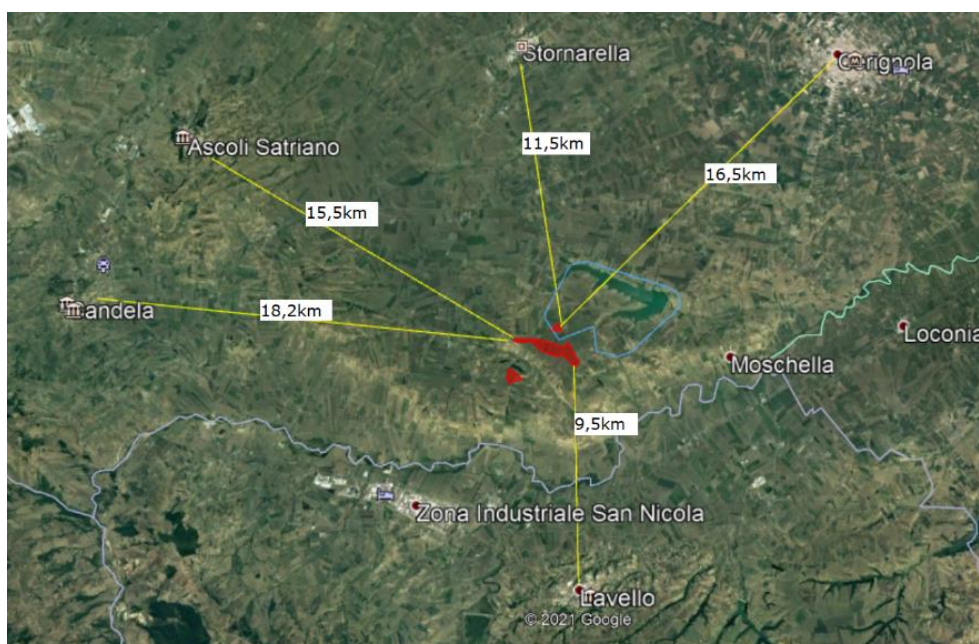 Stornarella
Cerignola
11,5km
Ascoli Satriano
16,5km
15,5km
Candela
18,2km
Loconia
Moschella
9,5km
Zona Industriale San Nicola
Lavello
© 2021 Google